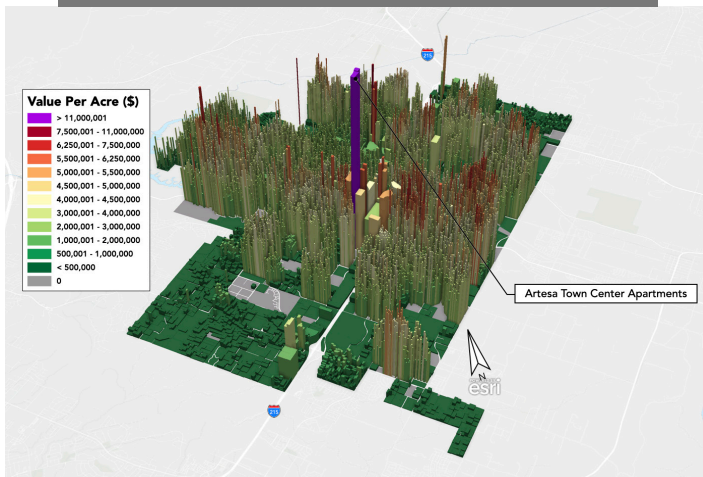 215
Value Per Acre ($)
> 11,000,001
7,500,001 - 11,000,000
6,250,001 - 7,500,000
5,500,001 - 6,250,000
5,000,001 - 5,500,000
4,500,001 - 5,000,000
4,000,001 - 4,500,000
3,000,001 - 4,000,000
2,000,001 - 3,000,000
1,000,001 - 2,000,000
500,001 - 1,000,000
< 500,000
0
Artesa Town Center Apartments
N
esri
215